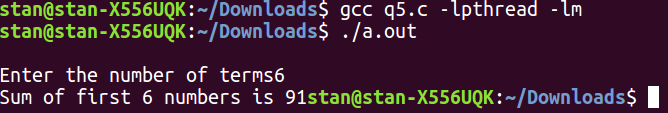 stan@stan-X556UQK:~/Downloads$ gcc q5.c -lpthread -lm
stan@stan-X556UQK:~/Downloads$ ./a.out
Enter the number of terms6
Sum of first 6 numbers is 91stan@stan-X556UQK:~/Downloads$